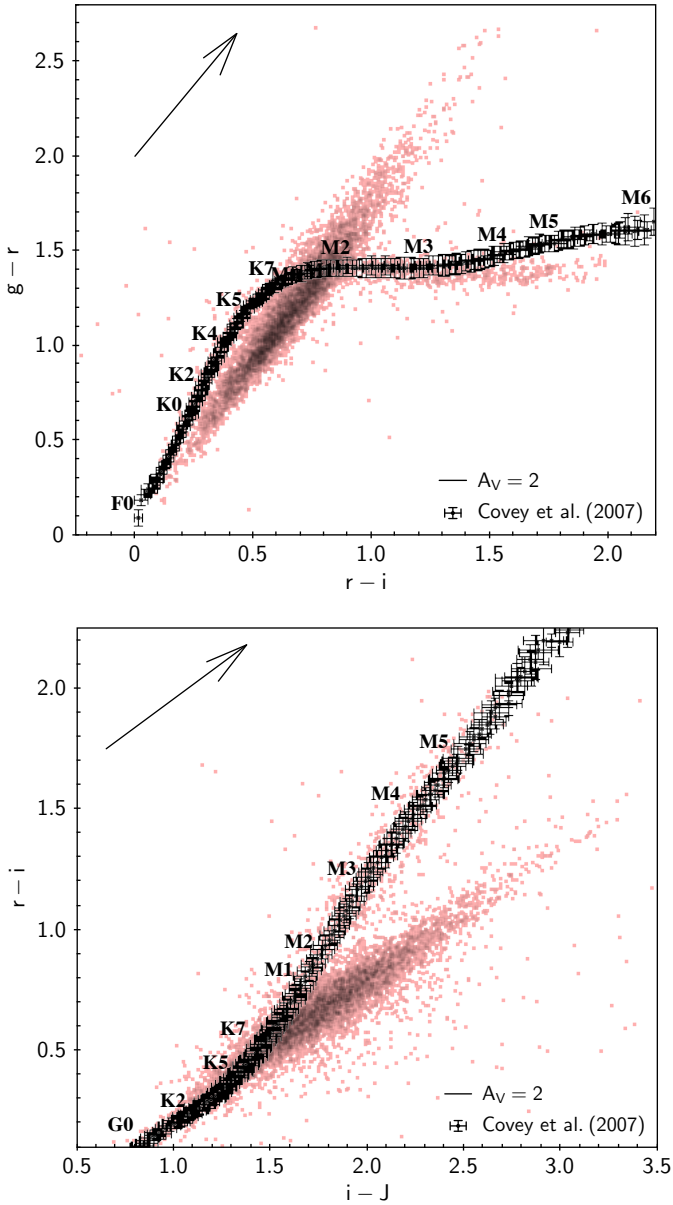 2.5
2.0
1.5
1.0
0.5
0
g − r
M6
M5
M4
M3
M2
K7
K5
K4
K2
K0
F0
A_V = 2
Covey et al. (2007)
0 0.5 1.0 1.5 2.0
r − i
2.0
1.5
1.0
0.5
r − i
M5
M4
M3
M2
M1
K7
K5
K2
G0
A_V = 2
Covey et al. (2007)
0.5 1.0 1.5 2.0 2.5 3.0 3.5
i − J